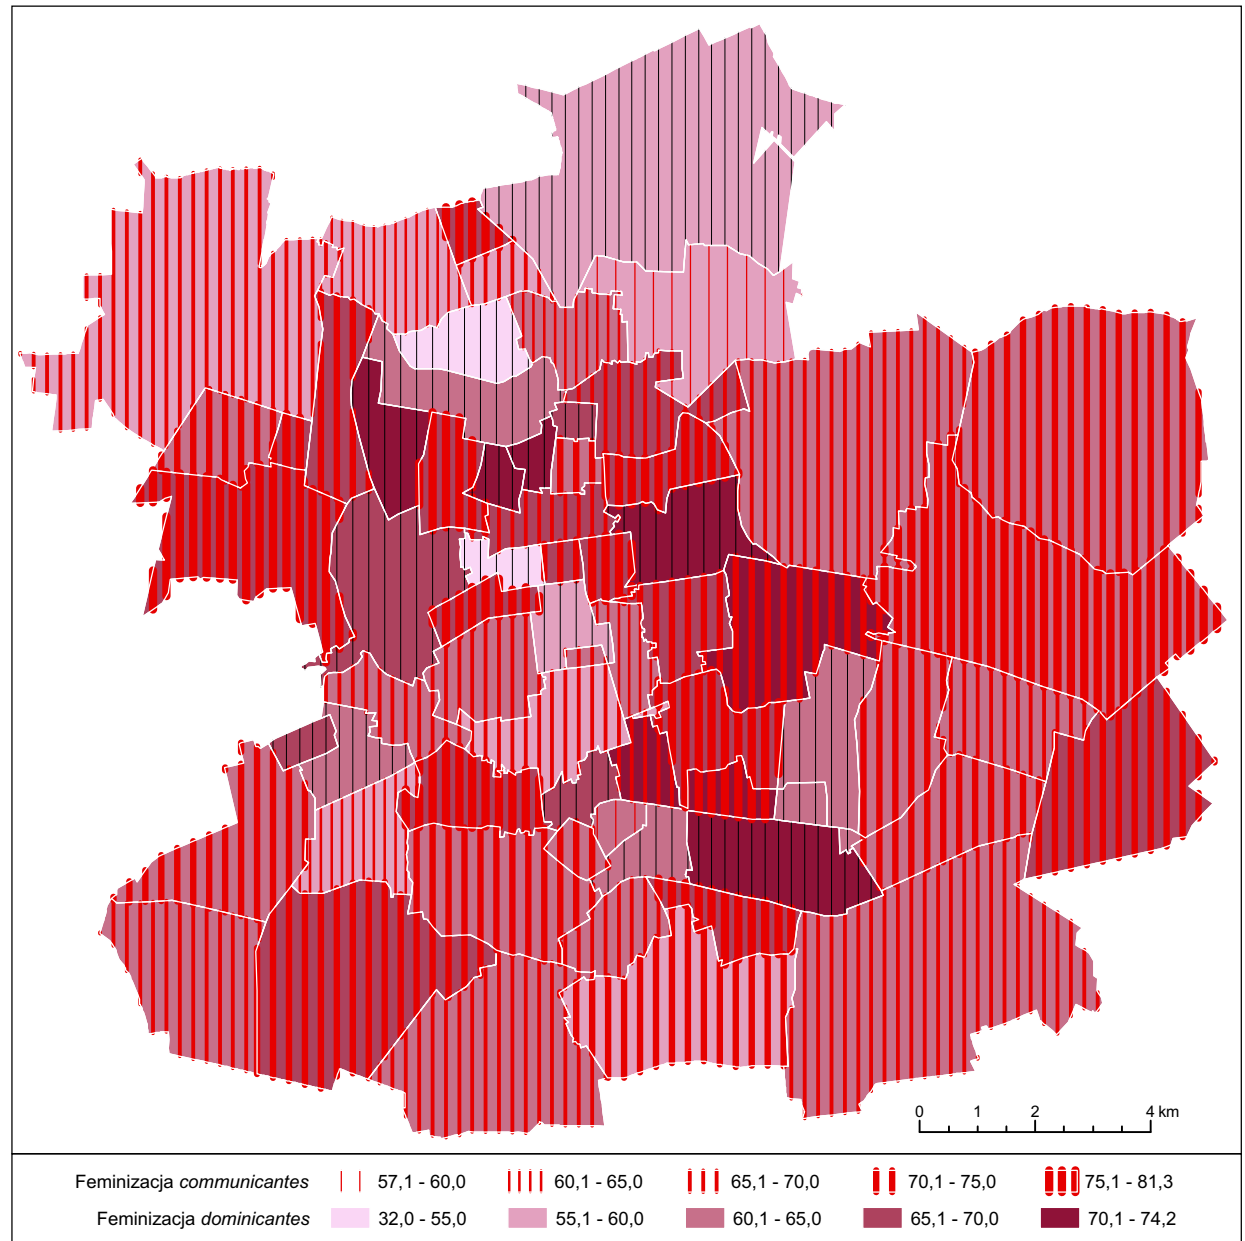 0 1 2 4 km
Feminizacja communicantes 57,1 - 60,0 60,1 - 65,0 65,1 - 70,0 70,1 - 75,0 75,1 - 81,3
Feminizacja dominicantes 32,0 - 55,0 55,1 - 60,0 60,1 - 65,0 65,1 - 70,0 70,1 - 74,2